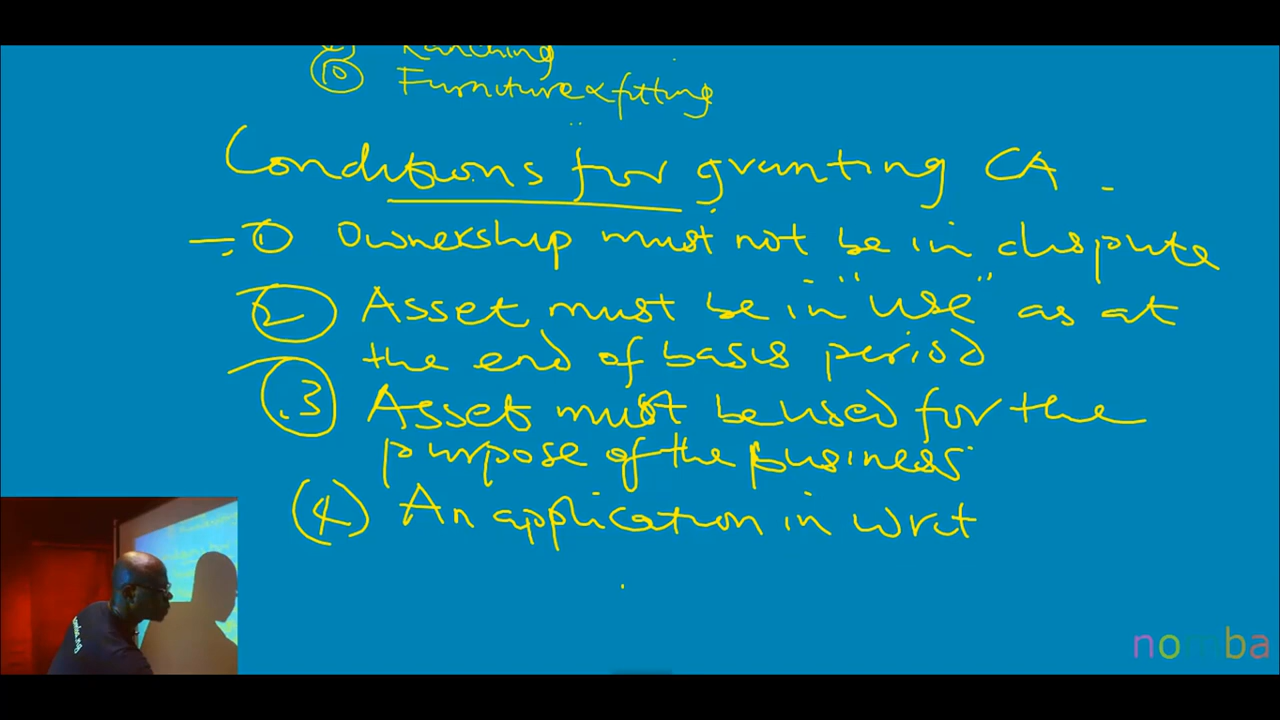 Ranching
⑩ Furniture & fitting
Conditions for granting CA
① Ownership must not be in dispute
② Asset must be in "use" as at
the end of basis period
③ Asset must be used for the
purpose of the business
(4) An application in writ
nomba